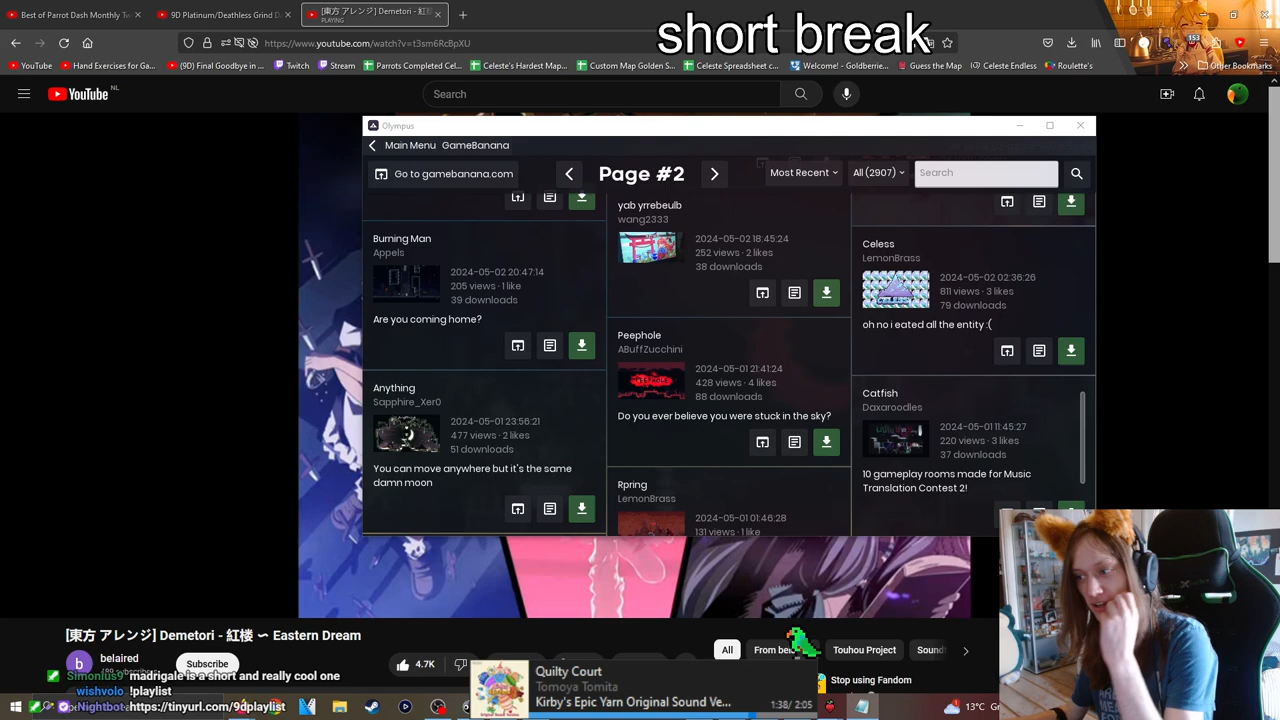 Best of Parrot Dash Monthly Tw
9D Platinum/Deathless Grind D
[東方 アレンジ] Demetori - 紅
PLAYING
short break
https://www.youtube.com/watch?v=t3sm6RcBpXU
153
YouTube
Hand Exercises for Ga...
(9D) Final Goodbye in ...
Twitch
Stream
Parrots Completed Cel...
Celeste's Hardest Map...
Custom Map Golden S...
Celeste Spreadsheet c...
Welcome! - Goldberrie...
Guess the Map
Celeste Endless
Roulette's
Other Bookmarks
YouTube
NL
Search
Olympus
Main Menu GameBanana
Go to gamebanana.com
Page #2
Most Recent
All (2907)
Search
Burning Man
Appels
2024-05-02 20:47:14
205 views · 1 like
39 downloads
Are you coming home?
Anything
Sapphire_Xer0
2024-05-01 23:56:21
477 views · 2 likes
51 downloads
You can move anywhere but it's the same
damn moon
yab yrrebeulb
wang2333
2024-05-02 18:45:24
252 views · 2 likes
38 downloads
Peephole
ABuffZucchini
PEEPHOLE
2024-05-01 21:41:24
428 views · 4 likes
88 downloads
Do you ever believe you were stuck in the sky?
Rpring
LemonBrass
2024-05-01 01:46:28
131 views · 1 like
Celess
LemonBrass
CELESS
2024-05-02 02:36:26
811 views · 3 likes
79 downloads
oh no i eated all the entity :(
Catfish
Daxaroodles
2024-05-01 11:45:27
220 views · 3 likes
37 downloads
10 gameplay rooms made for Music
Translation Contest 2!
[東方 アレンジ] Demetori - 紅楼 〜 Eastern Dream
b
belaired
489 subscribers
Subscribe
4.7K
All
From bel
Touhou Project
Sound
Simonius9 madrigale is a short and really cool one
wishvolo !playlist
Nightbot: https://tinyurl.com/9dplaylist
Quilty Court
Tomoya Tomita
Kirby's Epic Yarn Original Sound Ve...
1:38/ 2:05
Stop using Fandom
13°C